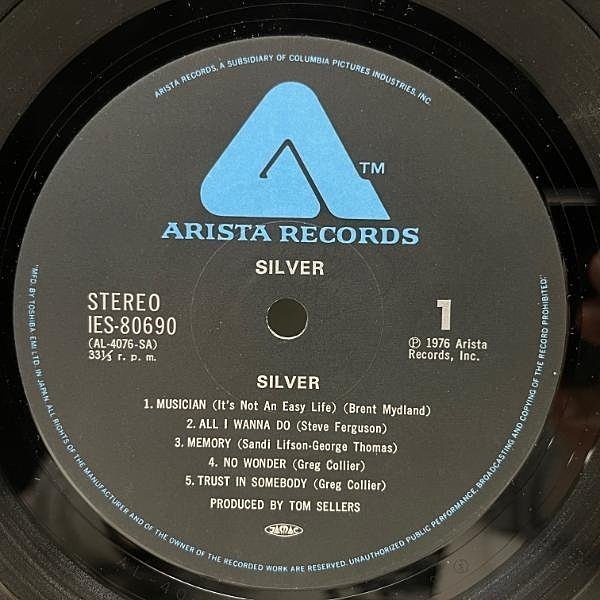 ARISTA RECORDS, A SUBSIDIARY OF COLUMBIA PICTURES INDUSTRIES, INC.
TM
ARISTA RECORDS
SILVER
STEREO
IES-80690
(AL-4076-SA)
33⅓ r. p. m.
1
Ⓟ 1976 Arista
Records, Inc.
SILVER
1. MUSICIAN (It's Not An Easy Life) (Brent Mydland)
2. ALL I WANNA DO (Steve Ferguson)
3. MEMORY (Sandi Lifson-George Thomas)
4. NO WONDER (Greg Collier)
5. TRUST IN SOMEBODY (Greg Collier)
PRODUCED BY TOM SELLERS
JASRAC
"MFD. BY TOSHIBA EMI LTD. IN JAPAN ALL RIGHTS OF THE MANUFACTURER AND OF THE OWNER OF THE RECORDED WORK ARE RESERVED. UNAUTHORIZED PUBLIC PERFORMANCE, BROADCASTING AND COPYING OF THE RECORD PROHIBITED."